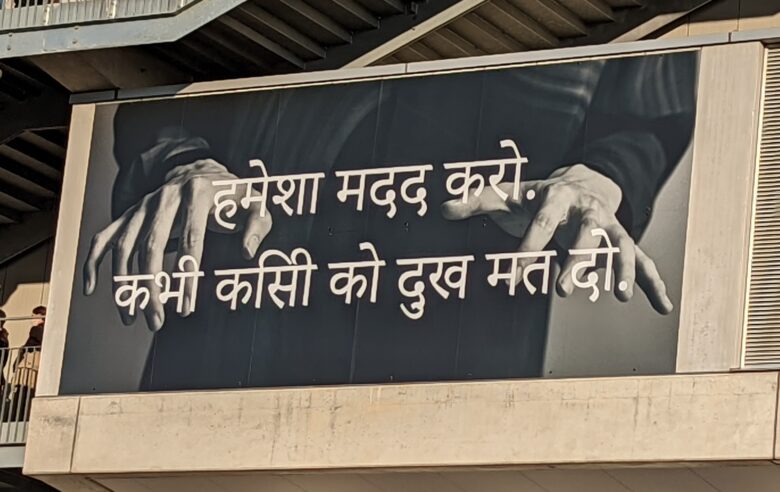 हमेशा मदद करो.
कभी कसिी को दुख मत दो.